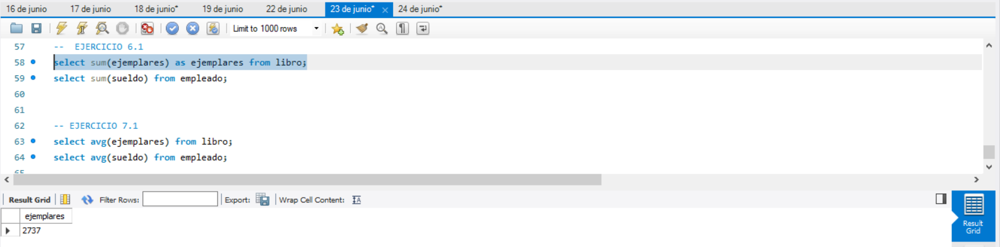 16 de junio 17 de junio 18 de junio* 19 de junio 22 de junio 23 de junio* 24 de junio*
Limit to 1000 rows
57 -- EJERCICIO 6.1
58 select sum(ejemplares) as ejemplares from libro;
59 select sum(sueldo) from empleado;
60
61
62 -- EJERCICIO 7.1
63 select avg(ejemplares) from libro;
64 select avg(sueldo) from empleado;
65
Result Grid Filter Rows: Export: Wrap Cell Content:
ejemplares
2737
Result
Grid